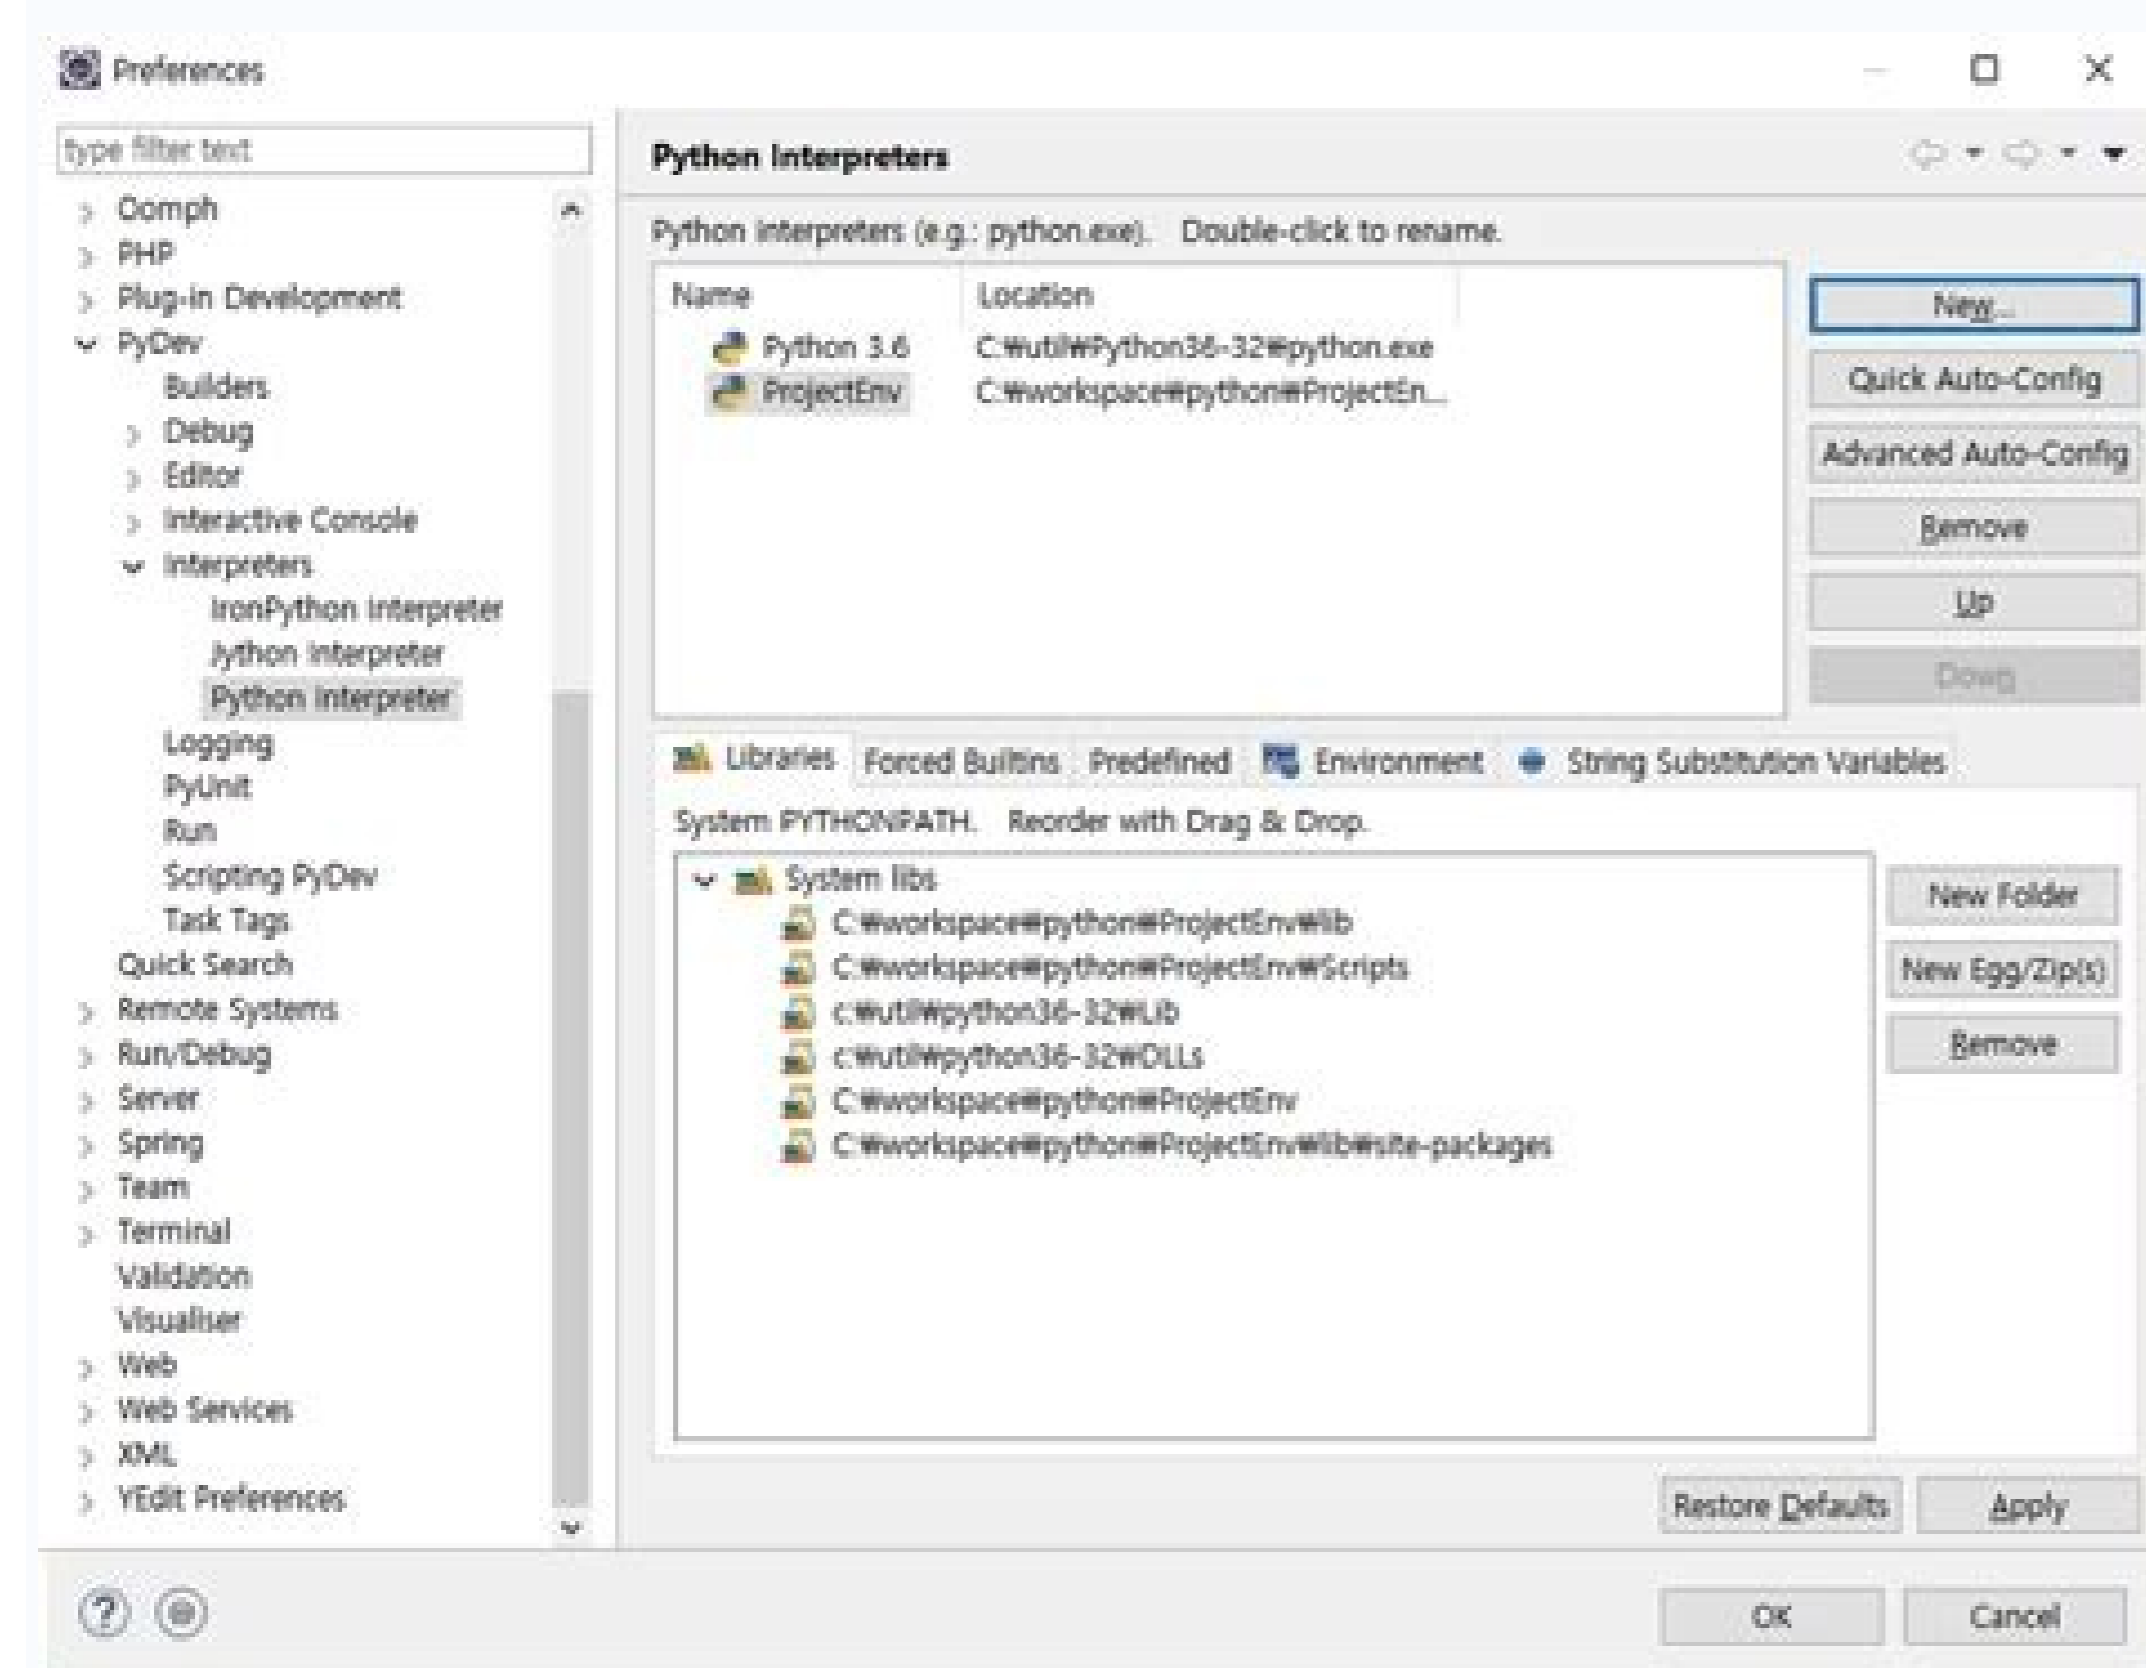 Preferences
type filter text
Oomph
PHP
Plug-in Development
PyDev
Builders
Debug
Editor
Interactive Console
Interpreters
IronPython Interpreter
Jython Interpreter
Python Interpreter
Logging
PyUnit
Run
Scripting PyDev
Task Tags
Quick Search
Remote Systems
Run/Debug
Server
Spring
Team
Terminal
Validation
Visualiser
Web
Web Services
XML
YEdit Preferences
Python Interpreters
Python interpreters (e.g.: python.exe).   Double-click to rename.
Name Location
Python 3.6 C:₩util₩Python36-32₩python.exe
ProjectEnv C:₩workspace₩python₩ProjectEn...
New...
Quick Auto-Config
Advanced Auto-Config
Remove
Up
Down
Libraries Forced Builtins Predefined Environment String Substitution Variables
System PYTHONPATH.   Reorder with Drag & Drop.
System libs
C:₩workspace₩python₩ProjectEnv₩lib
C:₩workspace₩python₩ProjectEnv₩Scripts
c:₩util₩python36-32₩Lib
c:₩util₩python36-32₩DLLs
C:₩workspace₩python₩ProjectEnv
C:₩workspace₩python₩ProjectEnv₩lib₩site-packages
New Folder
New Egg/Zip(s)
Remove
Restore Defaults Apply
OK Cancel